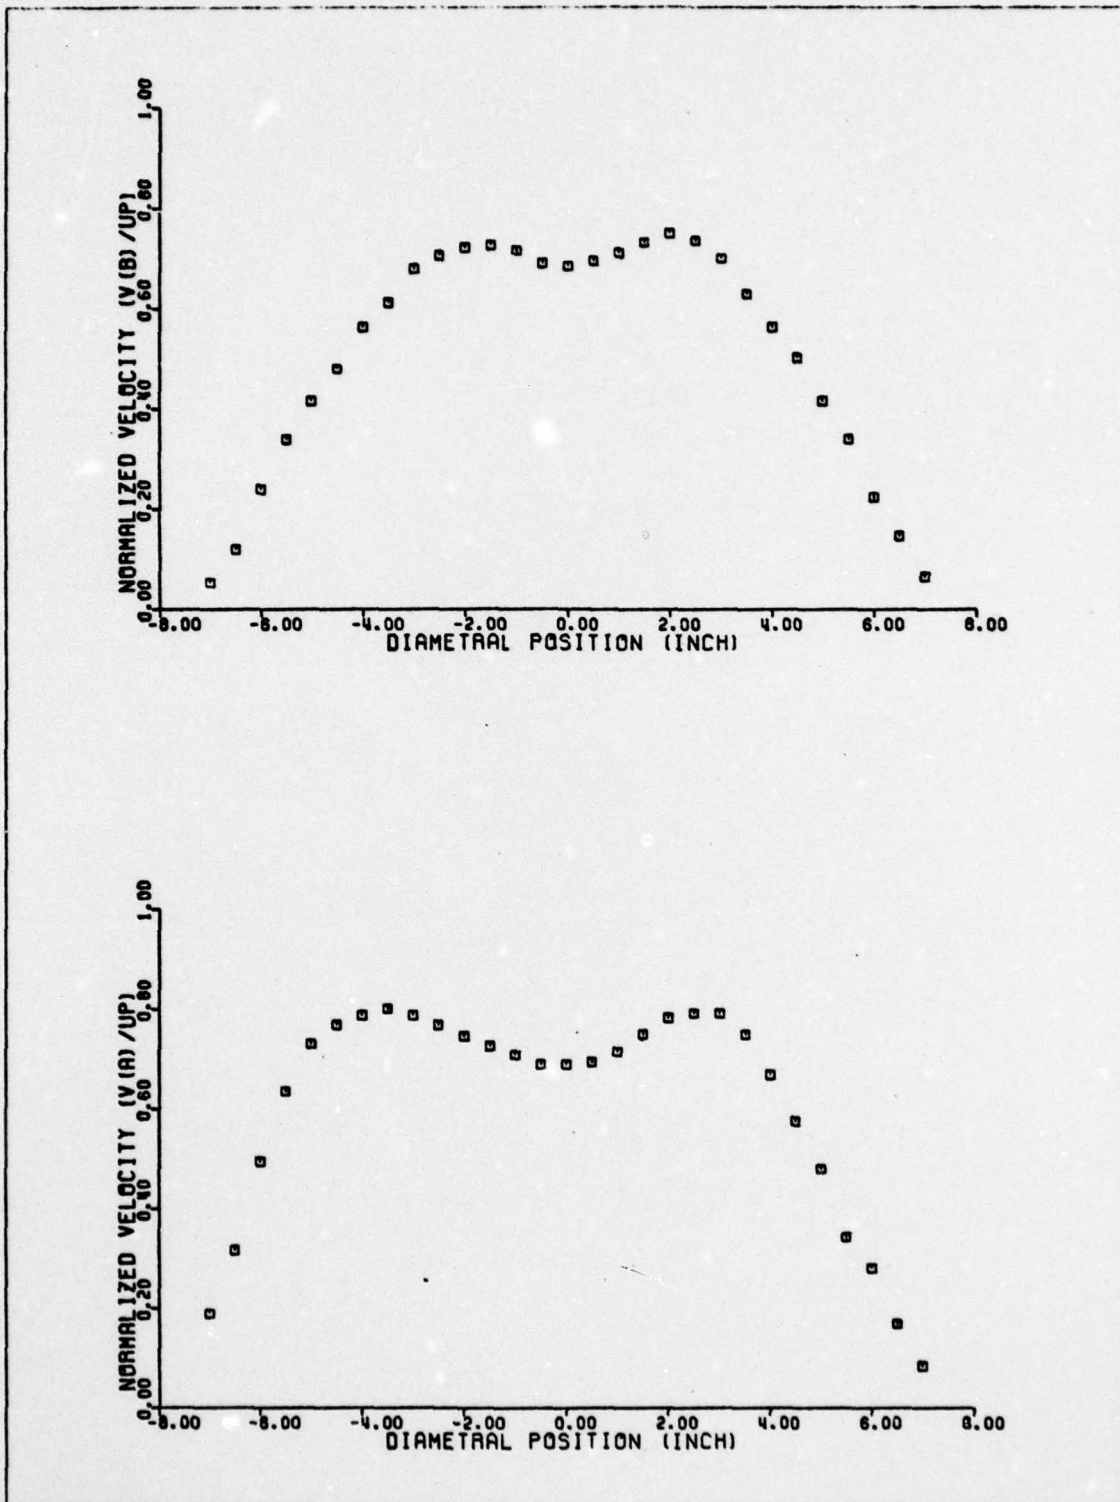 1.00
0.80
0.60
0.40
0.20
0.00
NORMALIZED VELOCITY (V(B)/UP)
-8.00 -6.00 -4.00 -2.00 0.00 2.00 4.00 6.00 8.00
DIAMETRAL POSITION (INCH)
1.00
0.80
0.60
0.40
0.20
0.00
NORMALIZED VELOCITY (V(A)/UP)
-8.00 -6.00 -4.00 -2.00 0.00 2.00 4.00 6.00 8.00
DIAMETRAL POSITION (INCH)